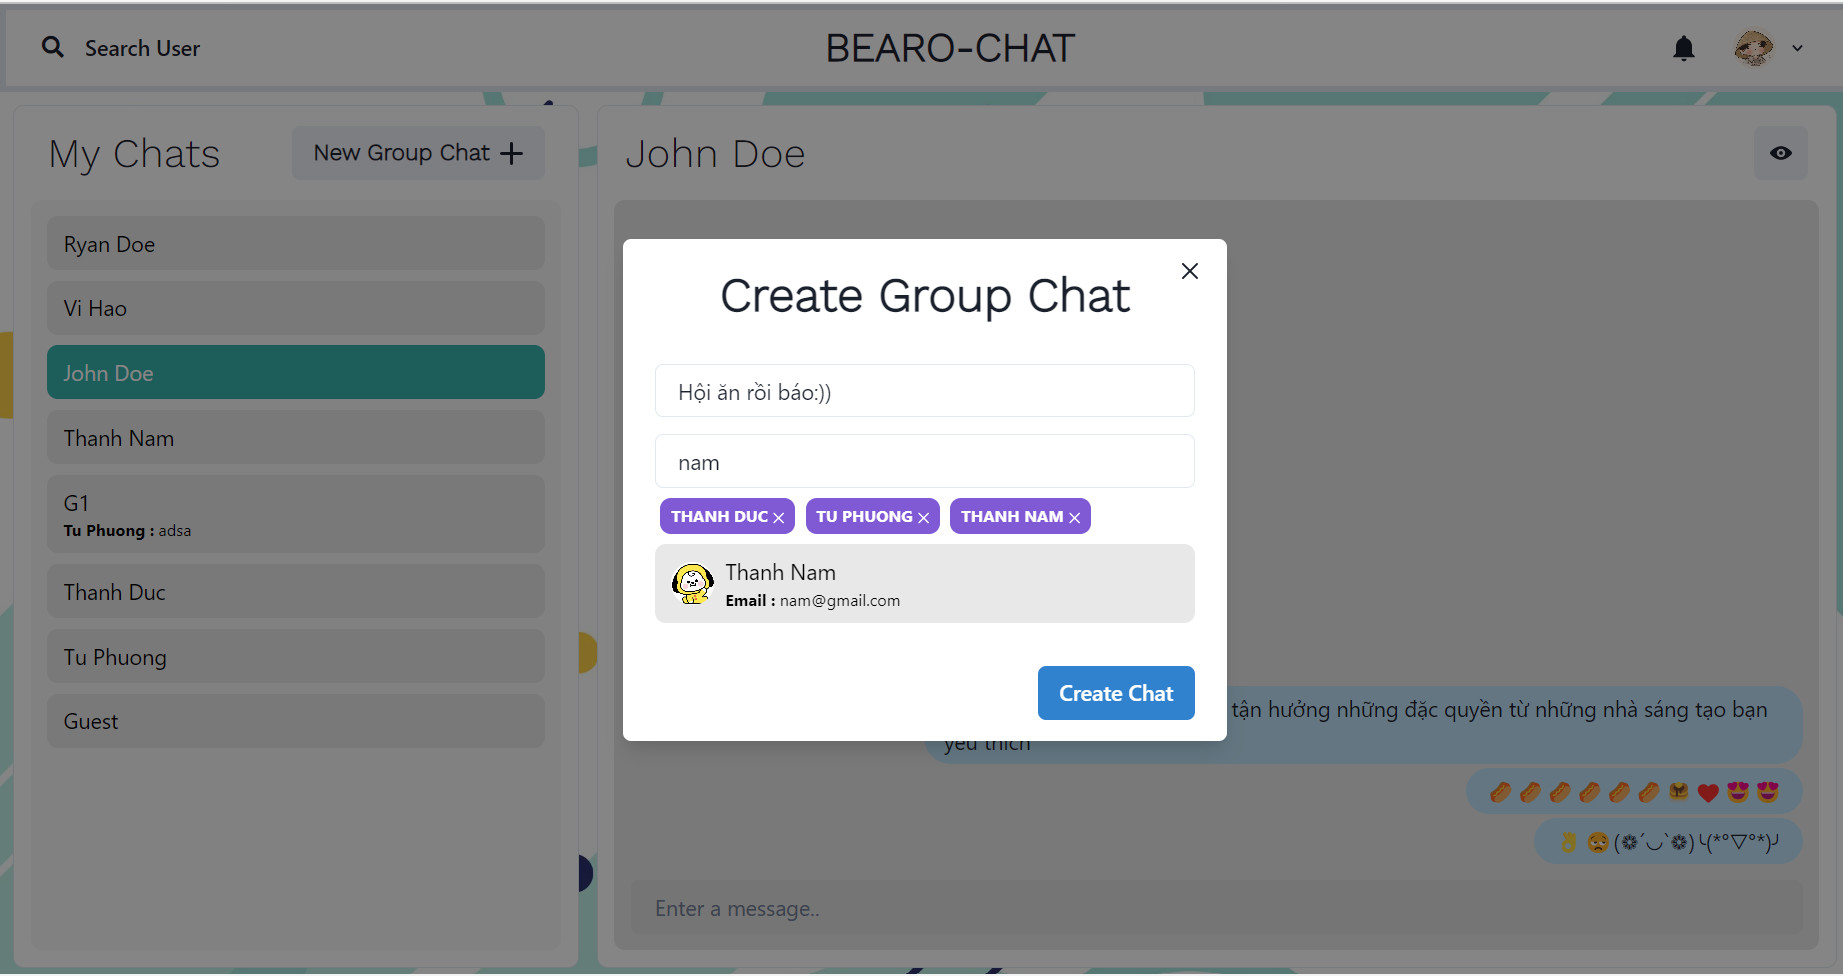 Search User
BEARO-CHAT
My Chats
New Group Chat
Ryan Doe
Vi Hao
John Doe
Thanh Nam
G1
Tu Phuong : adsa
Thanh Duc
Tu Phuong
Guest
John Doe
Create Group Chat
Hội ăn rồi báo:))
nam
THANH DUC
TU PHUONG
THANH NAM
Thanh Nam
Email : nam@gmail.com
Create Chat
tận hưởng những đặc quyền từ những nhà sáng tạo bạn
yêu thích
🌭🌭🌭🌭🌭🌭🦝❤️😍😍
👌😥(❁´◡`❁)╰(*°▽°*)╯
Enter a message..